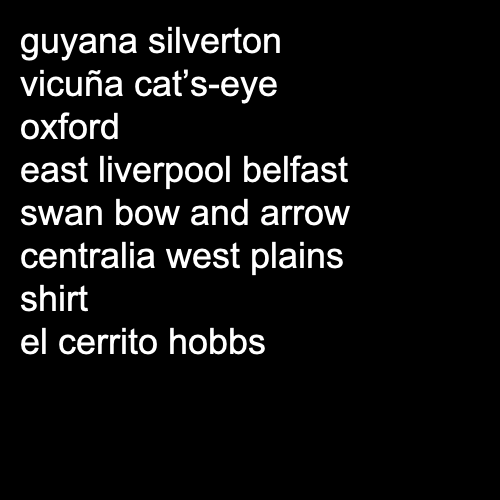 guyana silverton
vicuña cat’s-eye
oxford
east liverpool belfast
swan bow and arrow
centralia west plains
shirt
el cerrito hobbs